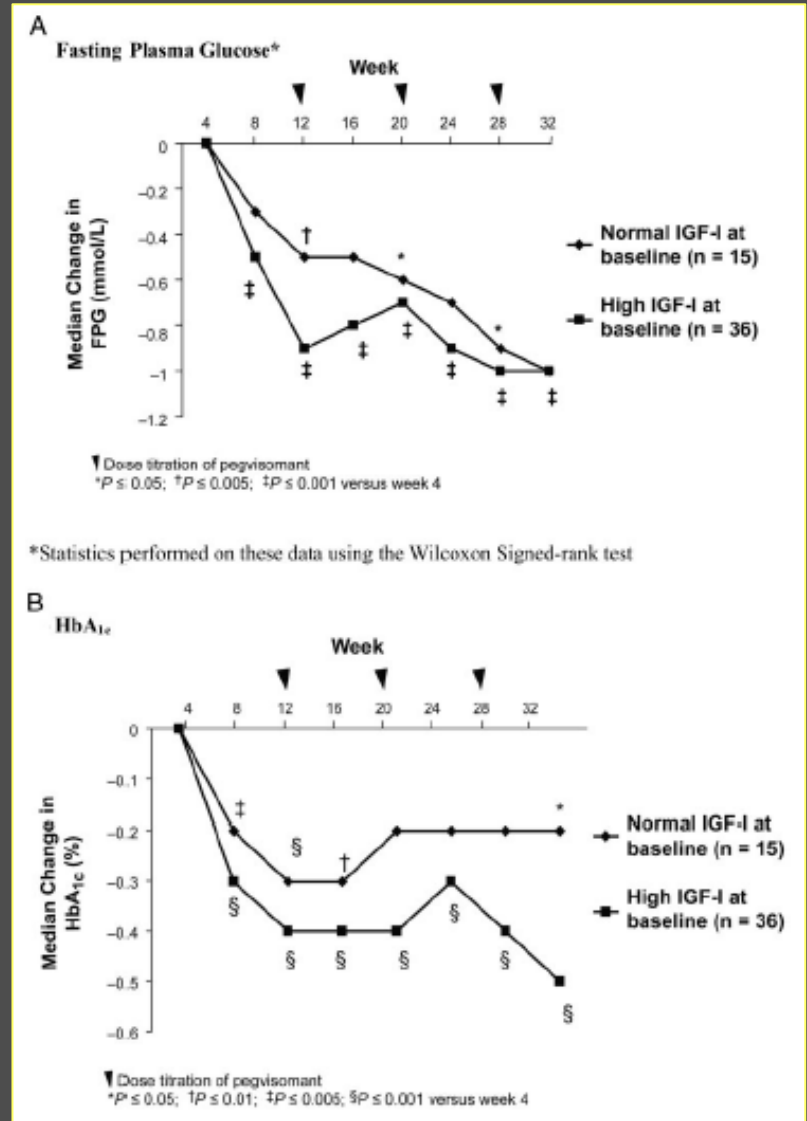 A
Fasting Plasma Glucose*
Week
4 8 12 16 20 24 28 32
0
−0.2
−0.4
−0.6
−0.8
−1
−1.2
Median Change in
FPG (mmol/L)
† * *
‡ ‡ ‡ ‡ ‡ ‡ ‡
Normal IGF-I at
baseline (n = 15)
High IGF-I at
baseline (n = 36)
Dose titration of pegvisomant
*P ≤ 0.05; †P ≤ 0.005; ‡P ≤ 0.001 versus week 4
*Statistics performed on these data using the Wilcoxon Signed-rank test
B
HbA1c
Week
4 8 12 16 20 24 28 32
0
−0.1
−0.2
−0.3
−0.4
−0.5
−0.6
Median Change in
HbA1C (%)
‡ § † *
§ § § § § § §
Normal IGF-I at
baseline (n = 15)
High IGF-I at
baseline (n = 36)
Dose titration of pegvisomant
*P ≤ 0.05; †P ≤ 0.01; ‡P ≤ 0.005; §P ≤ 0.001 versus week 4